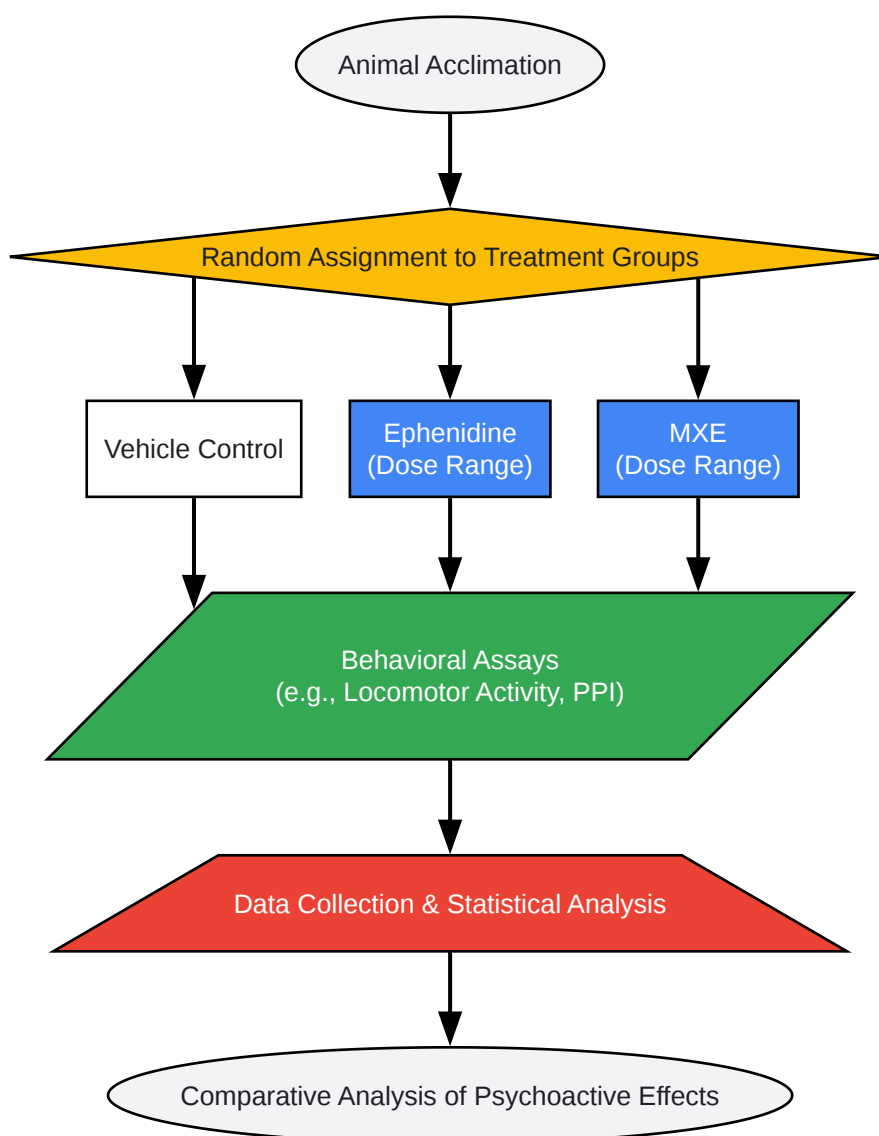 Animal Acclimation
Random Assignment to Treatment Groups
Vehicle Control
Ephenidine
(Dose Range)
MXE
(Dose Range)
Behavioral Assays
(e.g., Locomotor Activity, PPI)
Data Collection & Statistical Analysis
Comparative Analysis of Psychoactive Effects